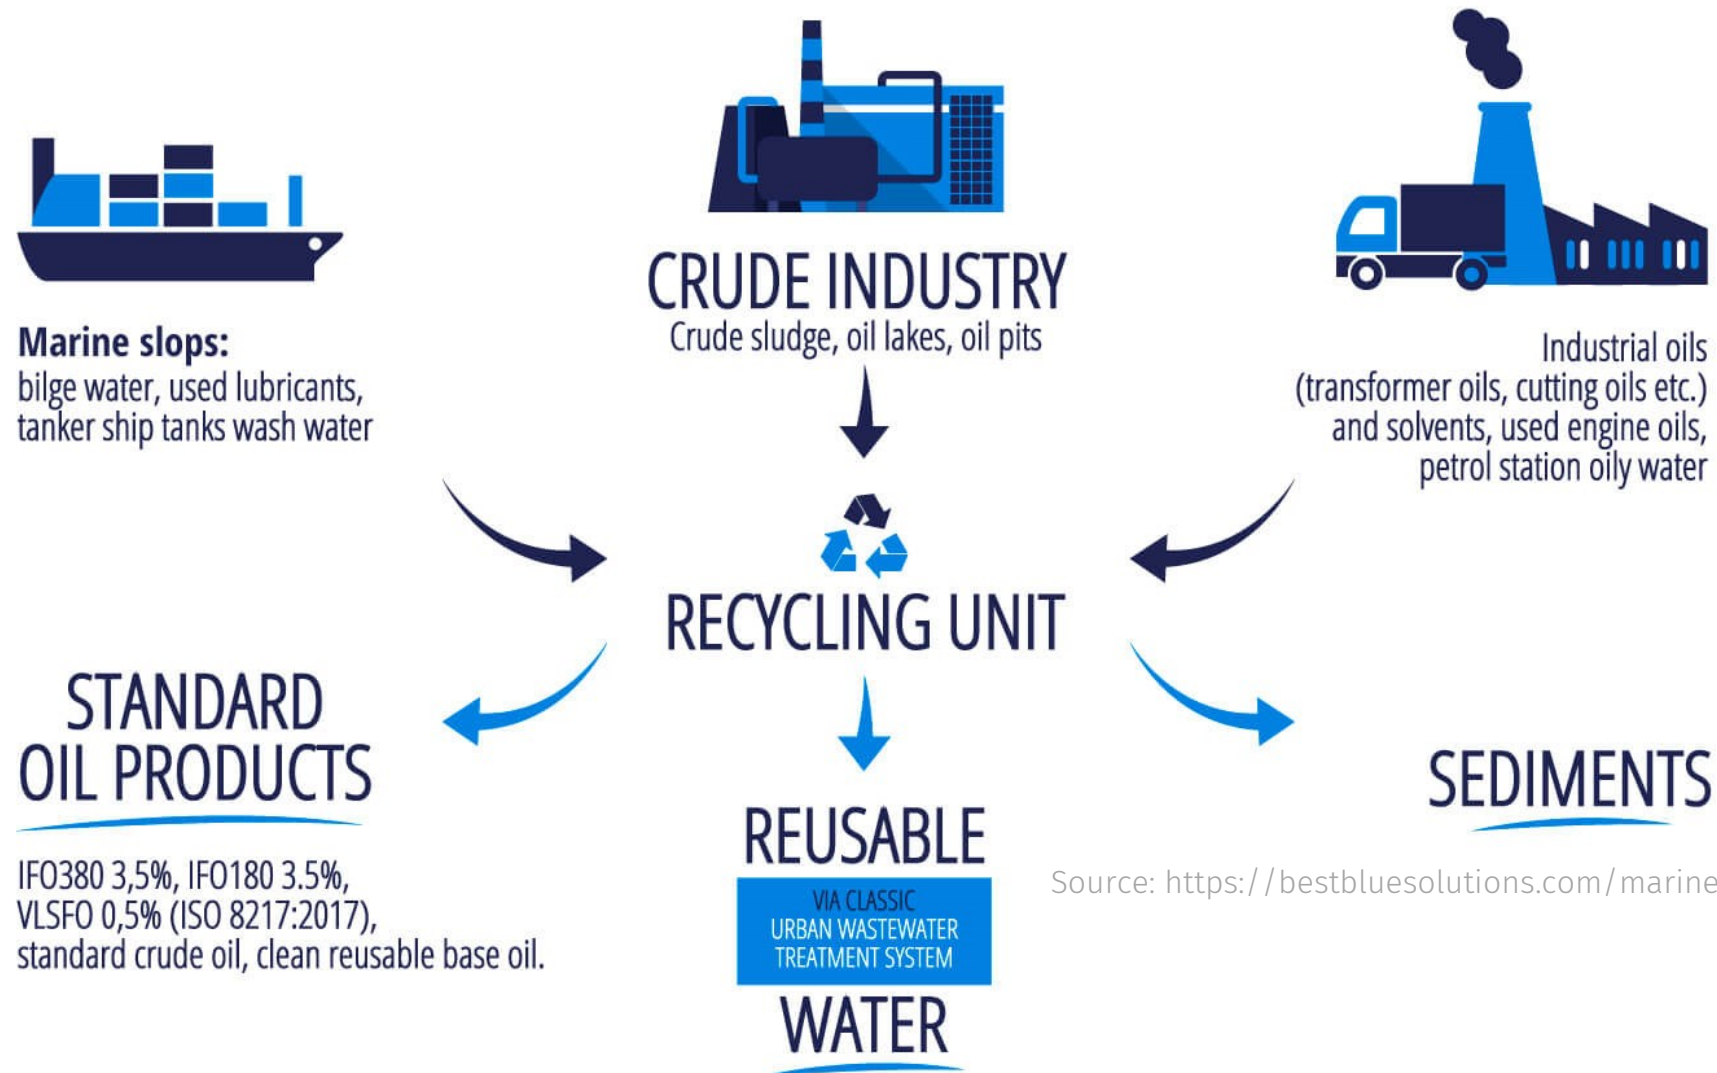 CRUDE INDUSTRY
Crude sludge, oil lakes, oil pits
Marine slops:
bilge water, used lubricants,
tanker ship tanks wash water
Industrial oils
(transformer oils, cutting oils etc.)
and solvents, used engine oils,
petrol station oily water
RECYCLING UNIT
STANDARD
OIL PRODUCTS
IFO380 3,5%, IFO180 3.5%,
VLSFO 0,5% (ISO 8217:2017),
standard crude oil, clean reusable base oil.
REUSABLE
VIA CLASSIC
URBAN WASTEWATER
TREATMENT SYSTEM
WATER
SEDIMENTS
Source: https://bestbluesolutions.com/marine